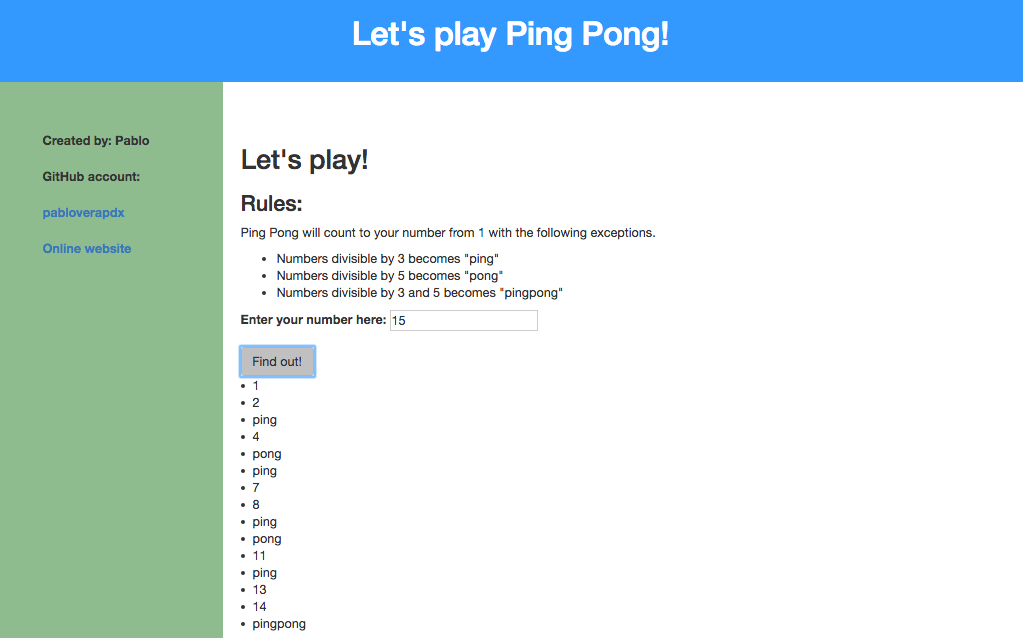 Let's play Ping Pong!
Created by: Pablo
GitHub account:
pabloverapdx
Online website
Let's play!
Rules:
Ping Pong will count to your number from 1 with the following exceptions.
• Numbers divisible by 3 becomes "ping"
• Numbers divisible by 5 becomes "pong"
• Numbers divisible by 3 and 5 becomes "pingpong"
Enter your number here: 15
Find out!
• 1
• 2
• ping
• 4
• pong
• ping
• 7
• 8
• ping
• pong
• 11
• ping
• 13
• 14
• pingpong